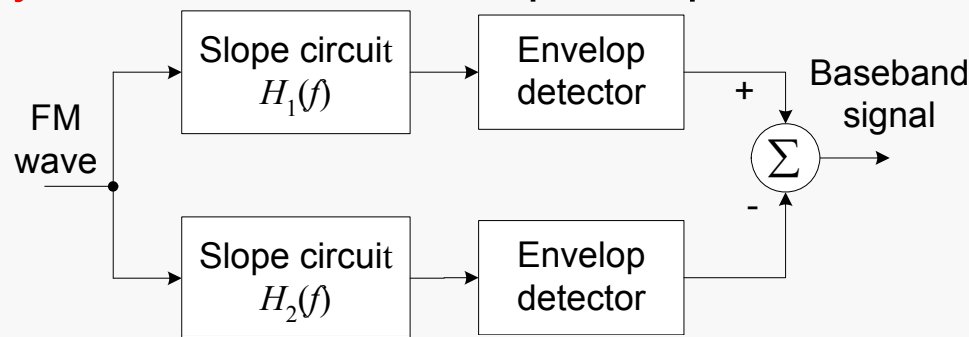 Slope circuit
H₁(f)
Envelop
detector
FM
wave
+
Σ
-
Baseband
signal
Slope circuit
H₂(f)
Envelop
detector